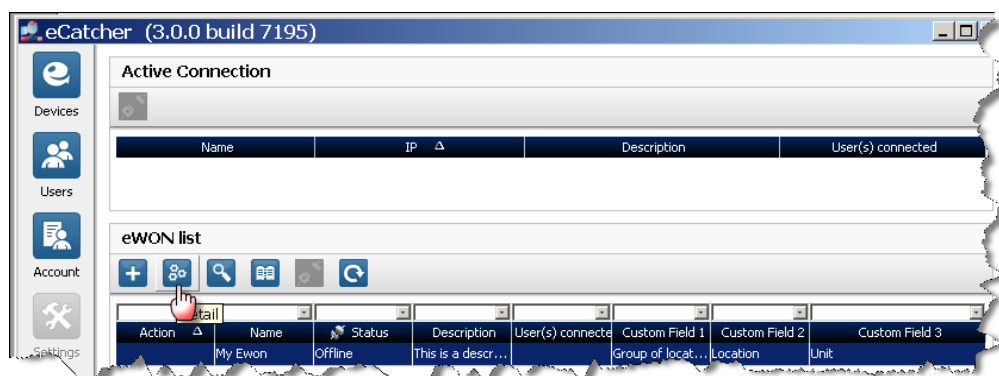 eCatcher (3.0.0 build 7195)
Active Connection
Devices
Name IP Description User(s) connected
Users
eWON list
Account
etail
Action Name Status Description User(s) connecte Custom Field 1 Custom Field 2 Custom Field 3
Settings My Ewon Offline This is a descr... Group of locat... Location Unit